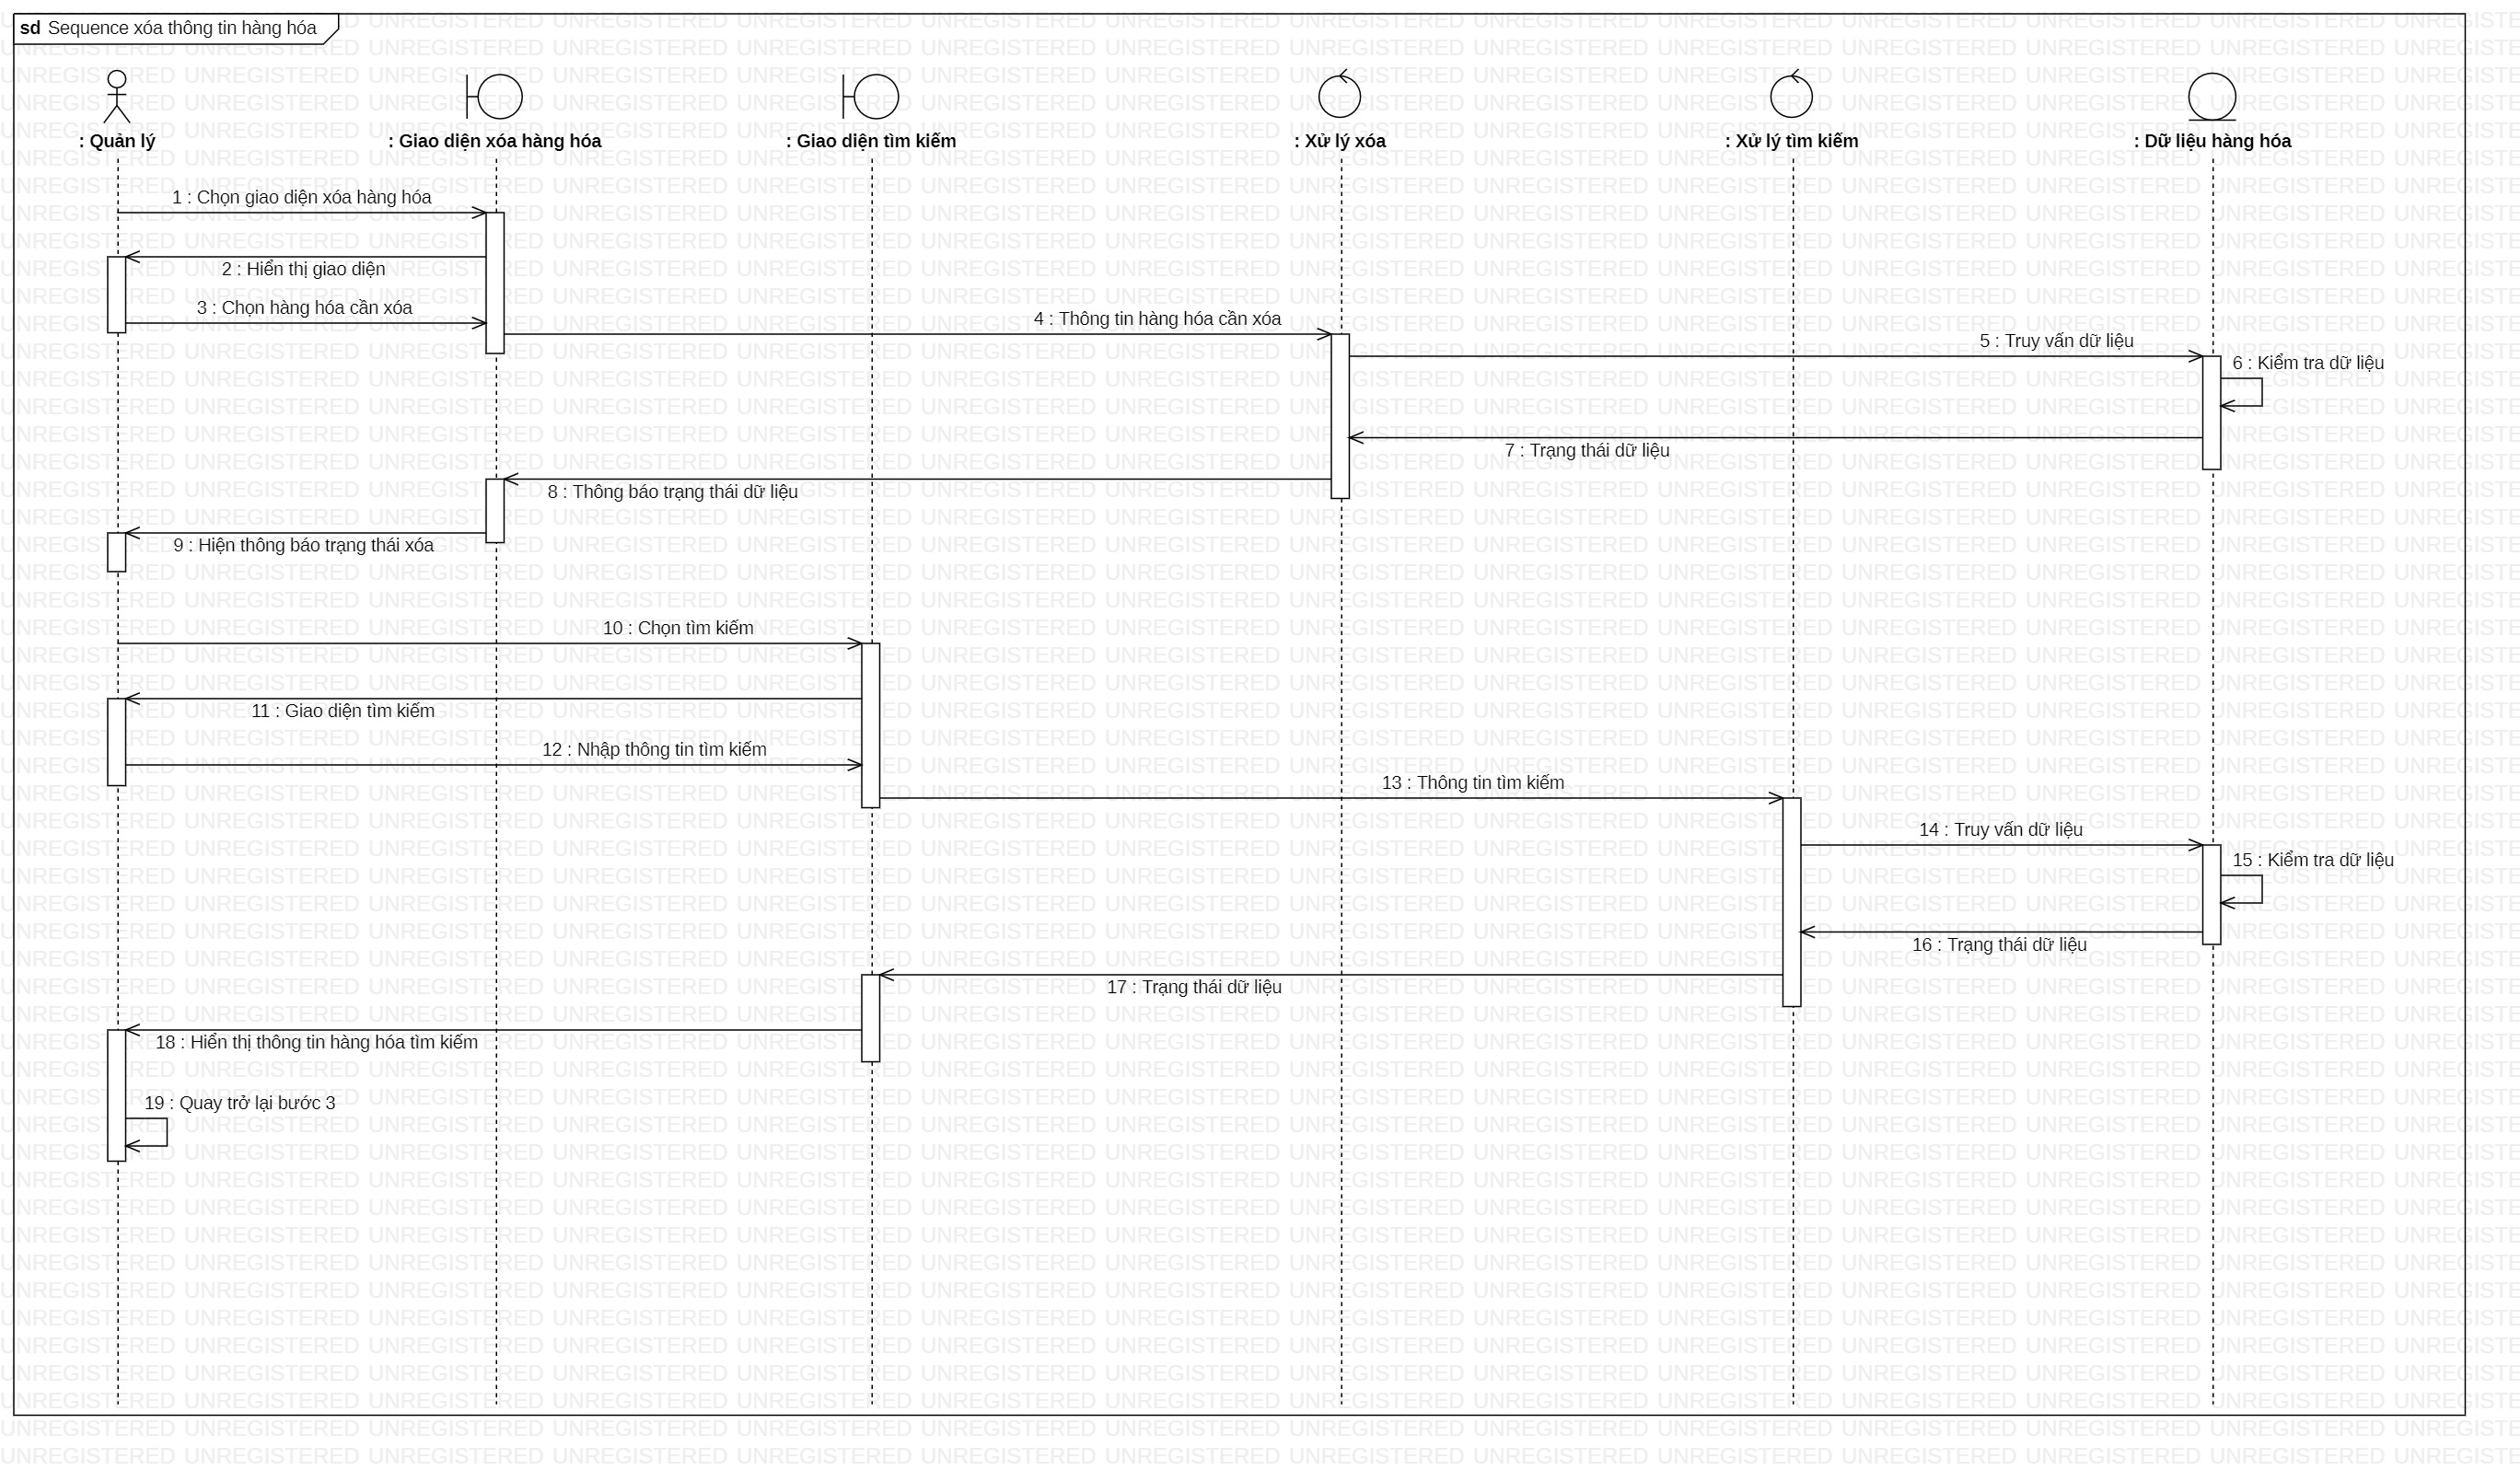 sd Sequence xóa thông tin hàng hóa
: Quản lý
: Giao diện xóa hàng hóa
: Giao diện tìm kiếm
: Xử lý xóa
: Xử lý tìm kiếm
: Dữ liệu hàng hóa
1 : Chọn giao diện xóa hàng hóa
2 : Hiển thị giao diện
3 : Chọn hàng hóa cần xóa
4 : Thông tin hàng hóa cần xóa
5 : Truy vấn dữ liệu
6 : Kiểm tra dữ liệu
7 : Trạng thái dữ liệu
8 : Thông báo trạng thái dữ liệu
9 : Hiện thông báo trạng thái xóa
10 : Chọn tìm kiếm
11 : Giao diện tìm kiếm
12 : Nhập thông tin tìm kiếm
13 : Thông tin tìm kiếm
14 : Truy vấn dữ liệu
15 : Kiểm tra dữ liệu
16 : Trạng thái dữ liệu
17 : Trạng thái dữ liệu
18 : Hiển thị thông tin hàng hóa tìm kiếm
19 : Quay trở lại bước 3
UNREGISTERED